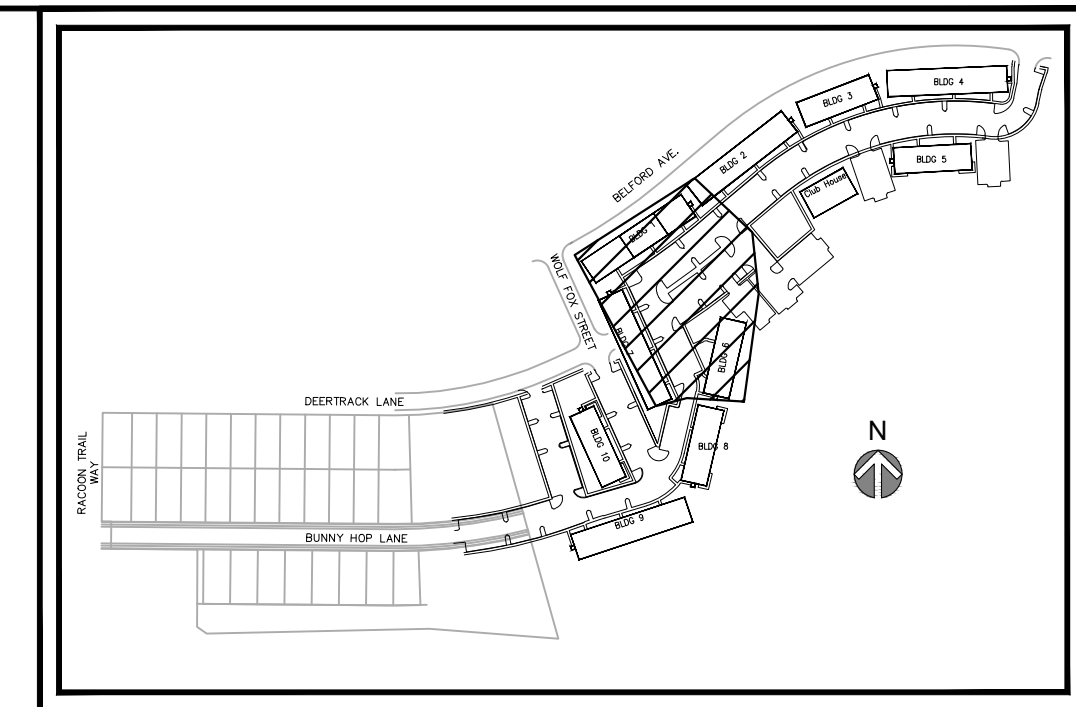 BLDG 4
BLDG 3
BLDG 2
BLDG 5
BELFORD AVE.
Club House
BLDG 1
WOLF FOX STREET
BLDG 7
BLDG 6
DEERTRACK LANE
BLDG 10
BLDG 8
N
RACOON TRAIL
WAY
BLDG 9
BUNNY HOP LANE